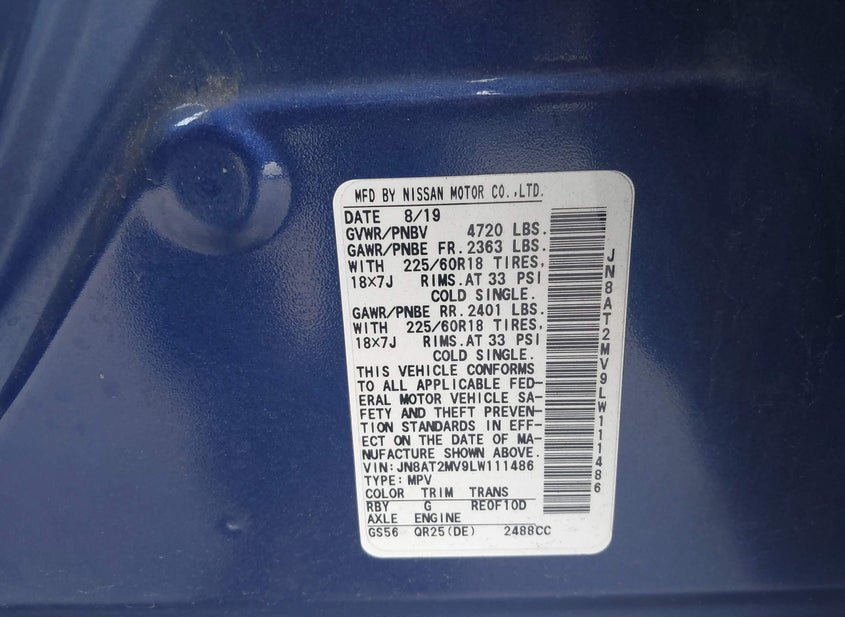 MFD BY NISSAN MOTOR CO.,LTD.
DATE 8/19
GVWR/PNBV 4720 LBS.
GAWR/PNBE FR. 2363 LBS.
WITH 225/60R18 TIRES,
18×7J RIMS.AT 33 PSI
COLD SINGLE.
GAWR/PNBE RR. 2401 LBS.
WITH 225/60R18 TIRES,
18×7J RIMS.AT 33 PSI
COLD SINGLE.
THIS VEHICLE CONFORMS
TO ALL APPLICABLE FED-
ERAL MOTOR VEHICLE SA-
FETY AND THEFT PREVEN-
TION STANDARDS IN EFF-
ECT ON THE DATE OF MA-
NUFACTURE SHOWN ABOVE.
VIN:JN8AT2MV9LW111486
TYPE:MPV
COLOR TRIM TRANS
RBY G RE0F10D
AXLE ENGINE
GS56 QR25(DE) 2488CC
JN8AT2MV9LW111486